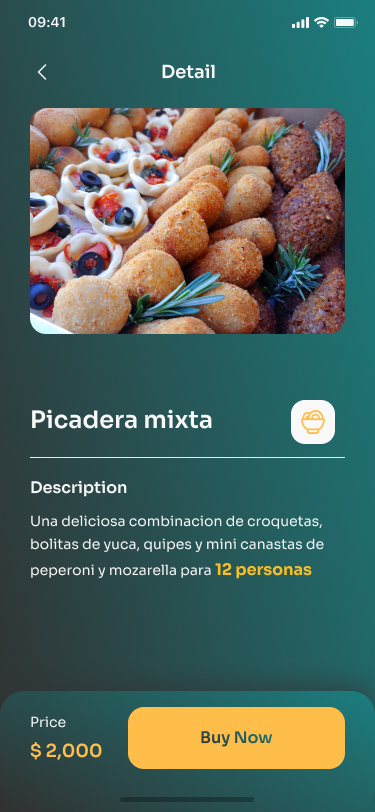 09:41
Detail
Picadera mixta
Description
Una deliciosa combinacion de croquetas,
bolitas de yuca, quipes y mini canastas de
peperoni y mozarella para 12 personas
Price
$ 2,000
Buy Now